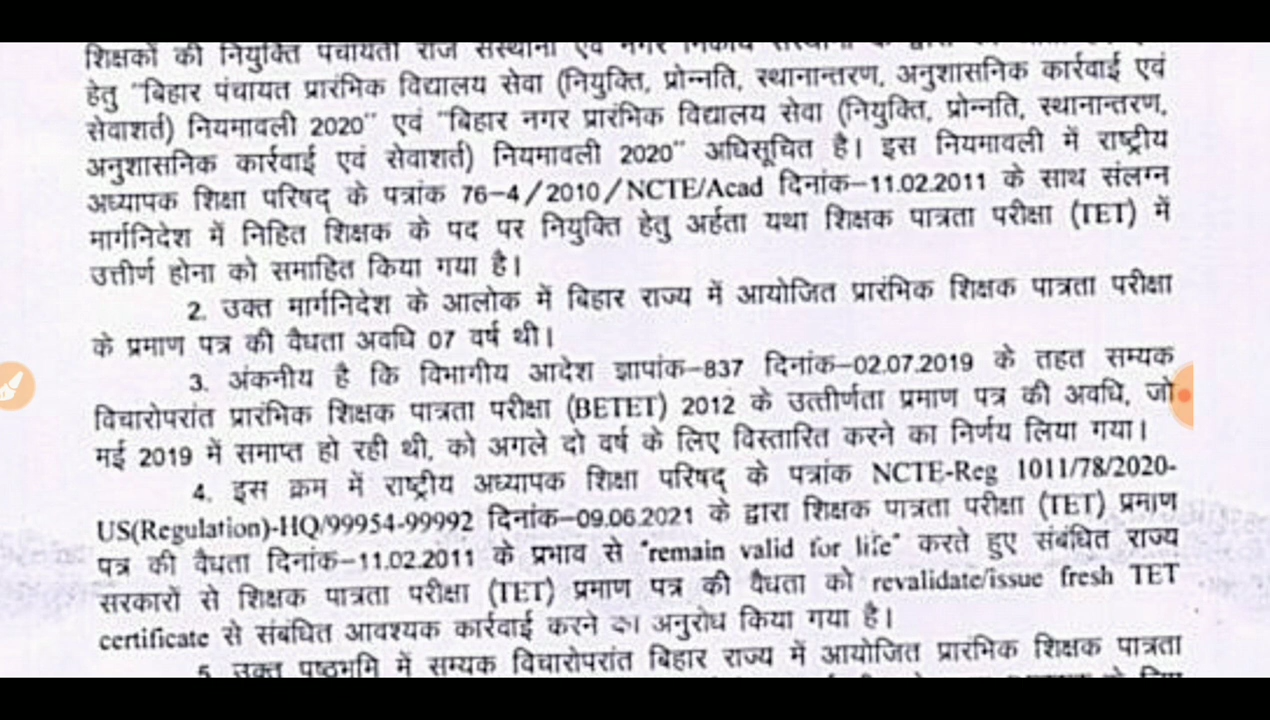 शिक्षकों की नियुक्ति पंचायती राज संस्थानों एवं नगर निकाय संस्थानों के द्वारा
हेतु "बिहार पंचायत प्रारंभिक विद्यालय सेवा (नियुक्ति, प्रोन्नति, स्थानान्तरण, अनुशासनिक कार्रवाई एवं
सेवाशर्त) नियमावली 2020" एवं "बिहार नगर प्रारंभिक विद्यालय सेवा (नियुक्ति, प्रोन्नति, स्थानान्तरण,
अनुशासनिक कार्रवाई एवं सेवाशर्त) नियमावली 2020" अधिसूचित है। इस नियमावली में राष्ट्रीय
अध्यापक शिक्षा परिषद् के पत्रांक 76-4/2010/NCTE/Acad दिनांक-11.02.2011 के साथ संलग्न
मार्गनिदेश में निहित शिक्षक के पद पर नियुक्ति हेतु अर्हता यथा शिक्षक पात्रता परीक्षा (TET) में
उत्तीर्ण होना को समाहित किया गया है।
2. उक्त मार्गनिदेश के आलोक में बिहार राज्य में आयोजित प्रारंभिक शिक्षक पात्रता परीक्षा
के प्रमाण पत्र की वैधता अवधि 07 वर्ष थी।
3. अंकनीय है कि विभागीय आदेश ज्ञापांक-837 दिनांक-02.07.2019 के तहत सम्यक
विचारोपरांत प्रारंभिक शिक्षक पात्रता परीक्षा (BETET) 2012 के उत्तीर्णता प्रमाण पत्र की अवधि, जो
मई 2019 में समाप्त हो रही थी, को अगले दो वर्ष के लिए विस्तारित करने का निर्णय लिया गया।
4. इस क्रम में राष्ट्रीय अध्यापक शिक्षा परिषद् के पत्रांक NCTE-Reg 1011/78/2020-
US(Regulation)-HQ/99954-99992 दिनांक-09.06.2021 के द्वारा शिक्षक पात्रता परीक्षा (TET) प्रमाण
पत्र की वैधता दिनांक-11.02.2011 के प्रभाव से "remain valid for life" करते हुए संबंधित राज्य
सरकारों से शिक्षक पात्रता परीक्षा (TET) प्रमाण पत्र की वैधता को revalidate/issue fresh TET
certificate से संबंधित आवश्यक कार्रवाई करने का अनुरोध किया गया है।
5. उक्त पृष्ठभूमि में सम्यक विचारोपरांत बिहार राज्य में आयोजित प्रारंभिक शिक्षक पात्रता